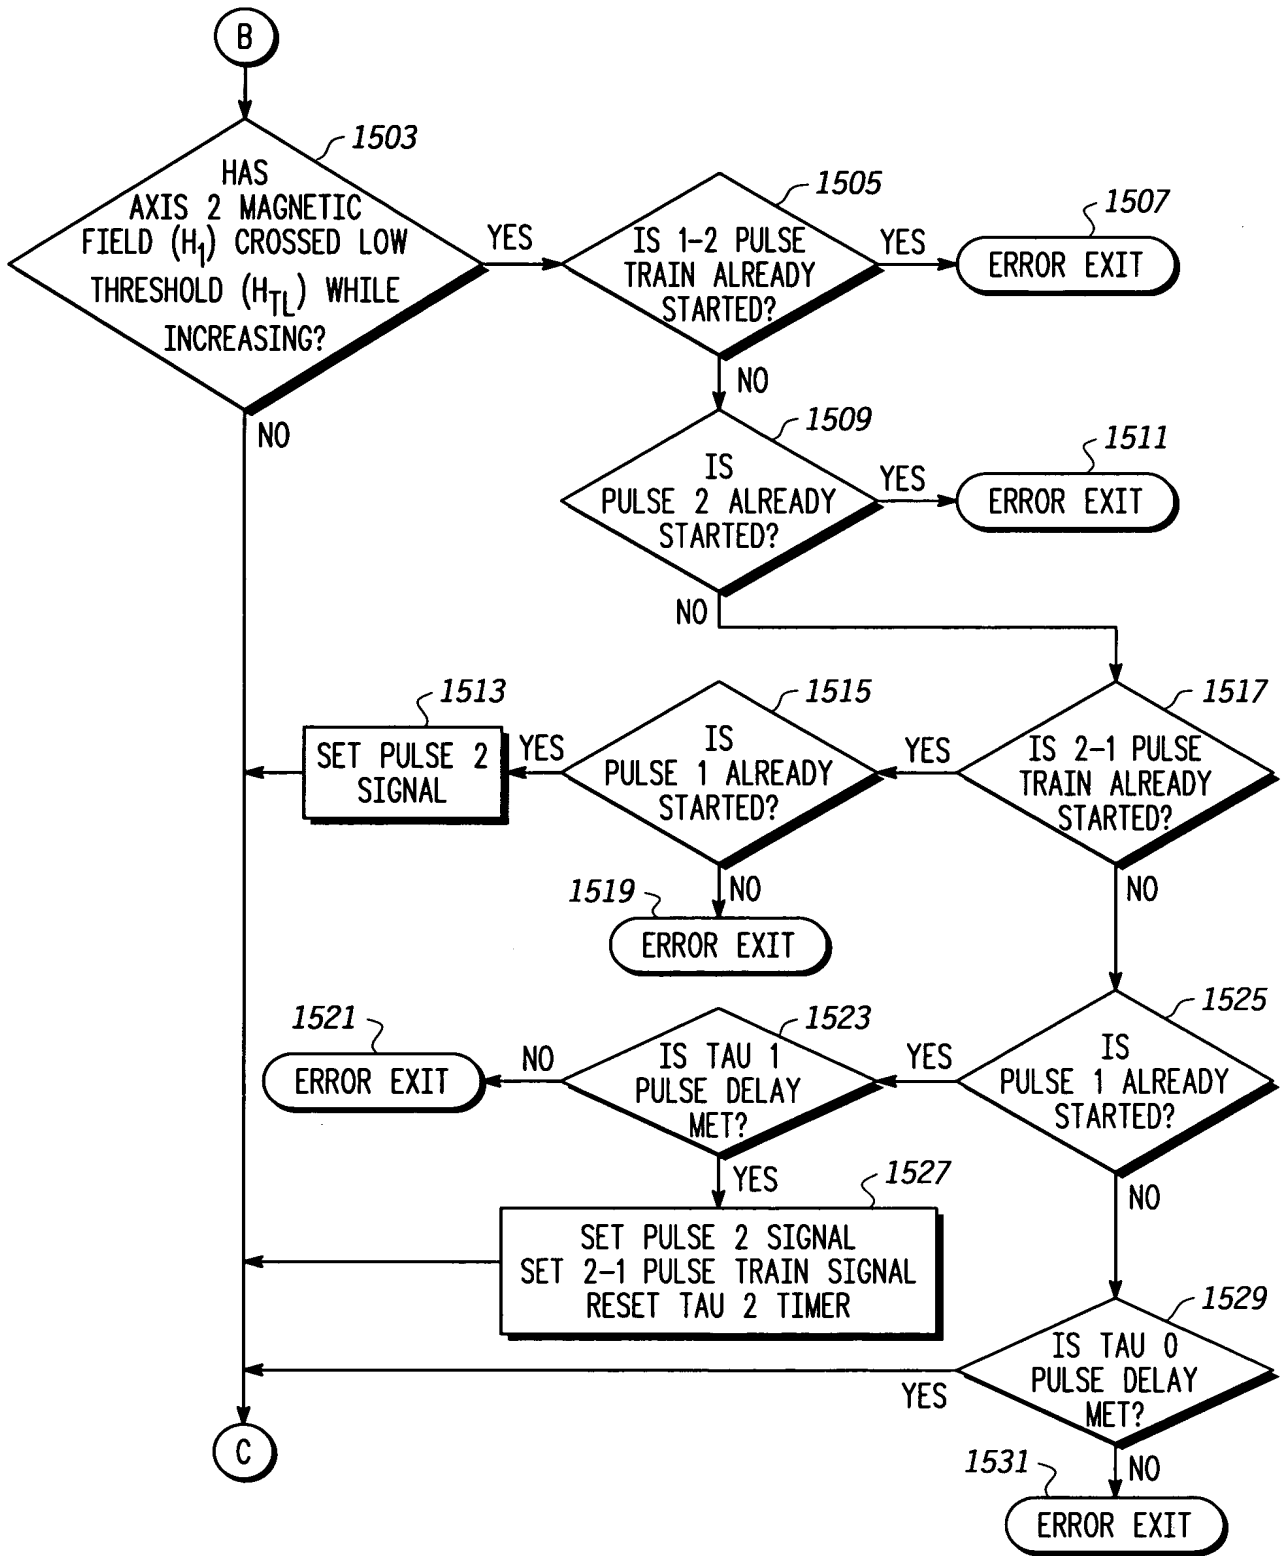 B
1503
HAS
AXIS 2 MAGNETIC
FIELD (H1) CROSSED LOW
THRESHOLD (HTL) WHILE
INCREASING?
YES
NO
1505
IS 1-2 PULSE
TRAIN ALREADY
STARTED?
YES
NO
1507
ERROR EXIT
1509
IS
PULSE 2 ALREADY
STARTED?
YES
NO
1511
ERROR EXIT
1513
SET PULSE 2
SIGNAL
YES
1515
IS
PULSE 1 ALREADY
STARTED?
NO
YES
1517
IS 2-1 PULSE
TRAIN ALREADY
STARTED?
NO
1519
ERROR EXIT
1521
ERROR EXIT
NO
1523
IS TAU 1
PULSE DELAY
MET?
YES
YES
1525
IS
PULSE 1 ALREADY
STARTED?
NO
1527
SET PULSE 2 SIGNAL
SET 2-1 PULSE TRAIN SIGNAL
RESET TAU 2 TIMER
1529
IS TAU 0
PULSE DELAY
MET?
YES
NO
C
1531
ERROR EXIT